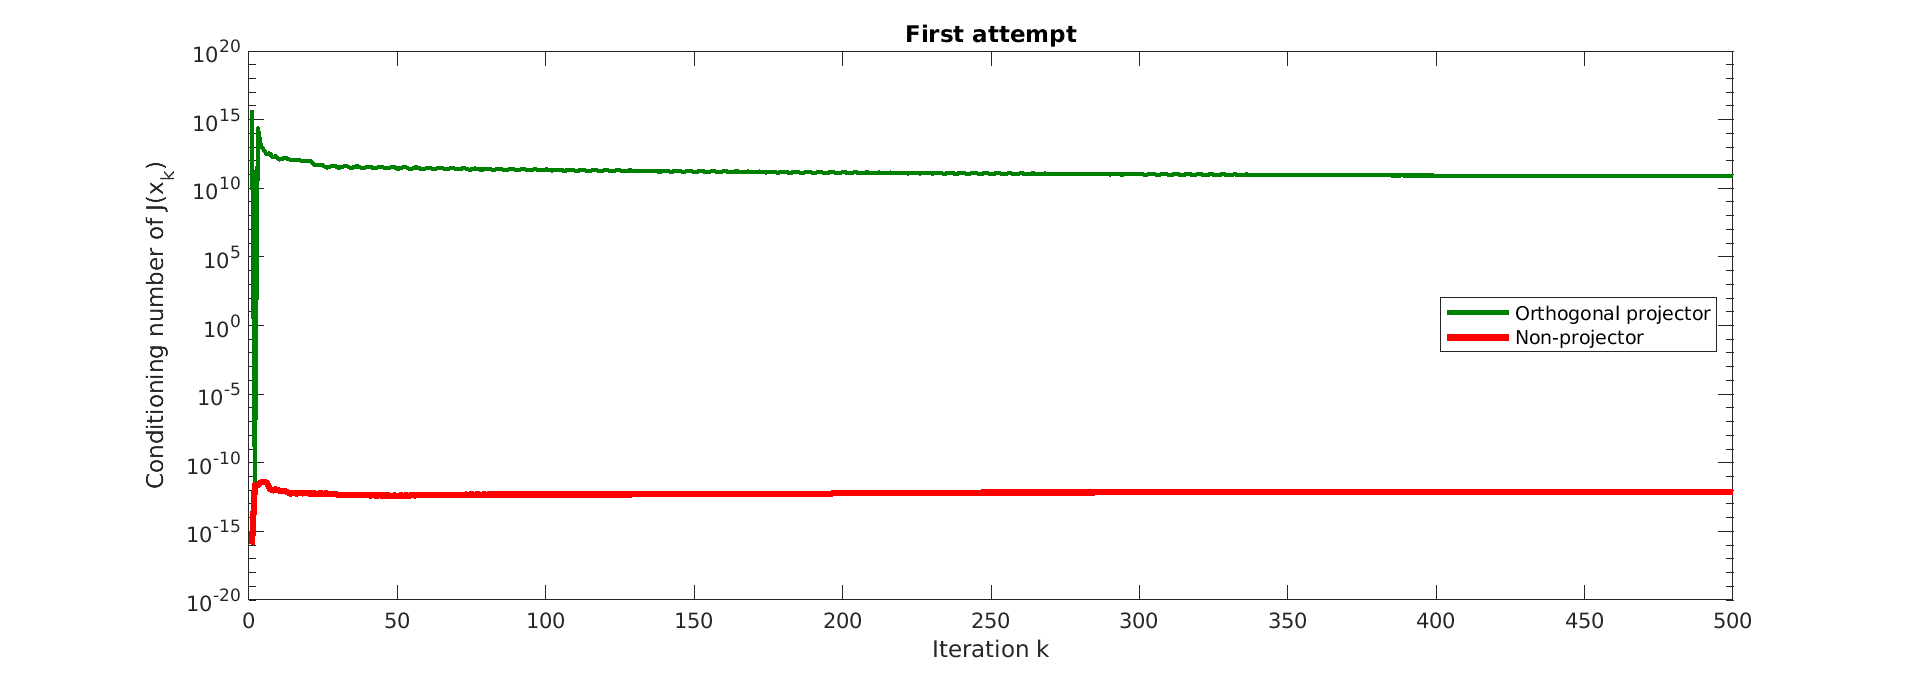 First attempt
Conditioning number of J(x_k)
10^20
10^15
10^10
10^5
10^0
10^-5
10^-10
10^-15
10^-20
Orthogonal projector
Non-projector
0 50 100 150 200 250 300 350 400 450 500
Iteration k